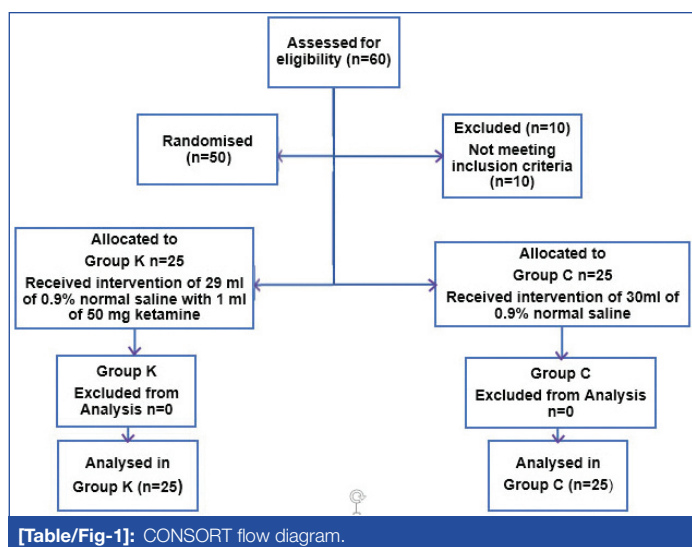 Assessed for
eligibility (n=60)
Randomised
(n=50)
Excluded (n=10)
Not meeting
inclusion criteria
(n=10)
Allocated to
Group K n=25
Received intervention of 29 ml
of 0.9% normal saline with 1 ml
of 50 mg ketamine
Allocated to
Group C n=25
Received intervention of 30ml of
0.9% normal saline
Group K
Excluded from
Analysis n=0
Group C
Excluded from Analysis
n=0
Analysed in
Group K (n=25)
Analysed in
Group C (n=25)
[Table/Fig-1]: CONSORT flow diagram.